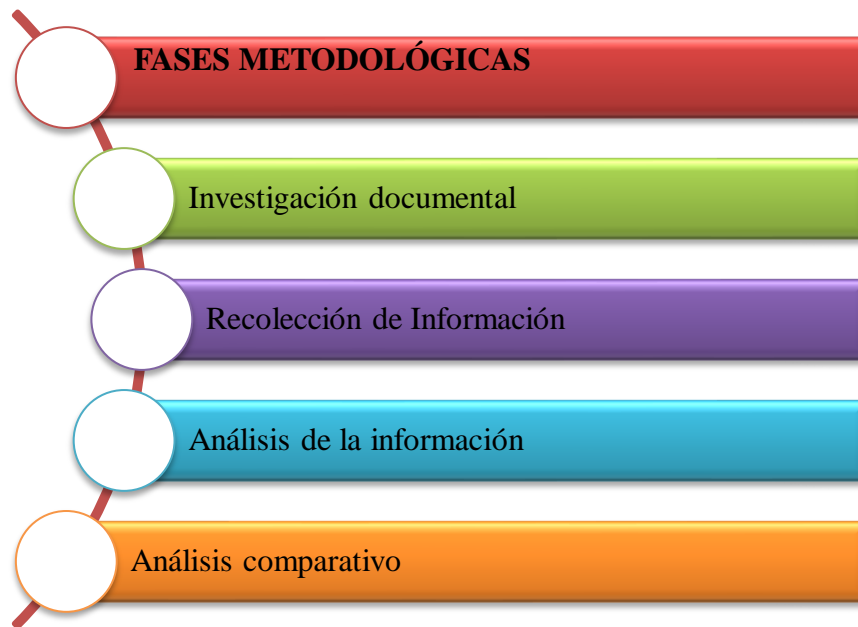 FASES METODOLÓGICAS
Investigación documental
Recolección de Información
Análisis de la información
Análisis comparativo